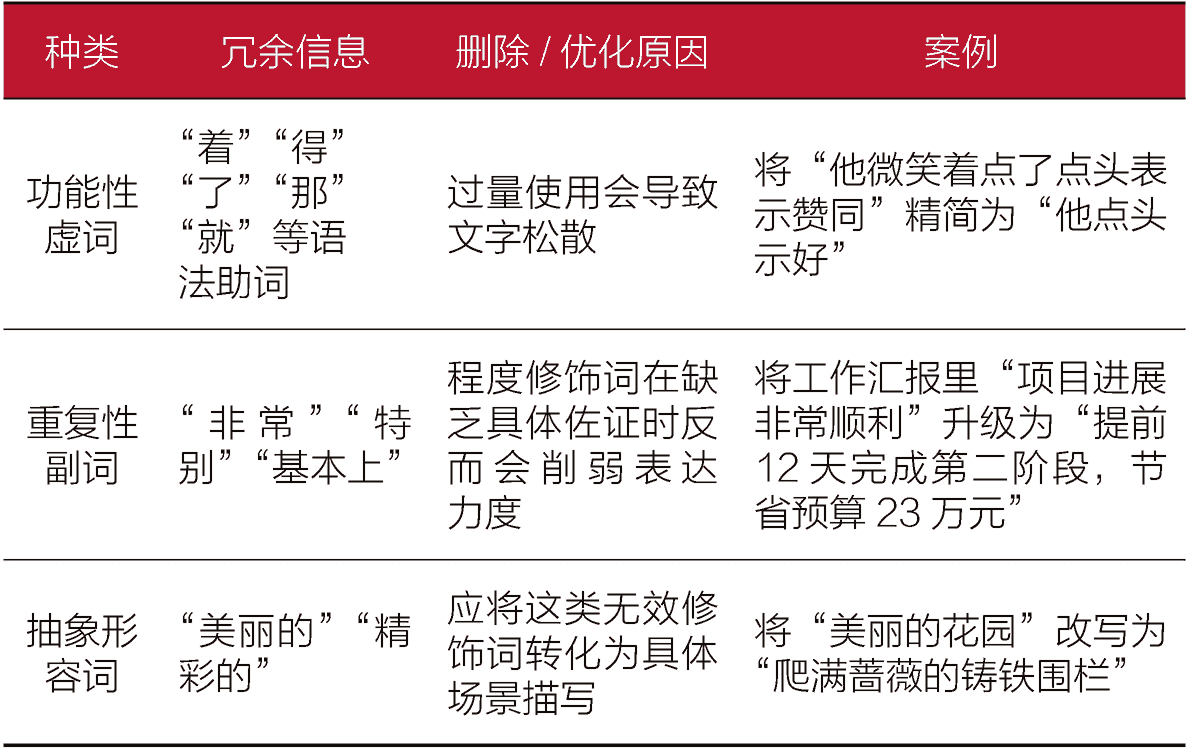 种类 冗余信息 删除 / 优化原因 案例
功能性
虚词
“着”“得”
“了”“那”
“就”等语
法助词
过量使用会导致
文字松散
将“他微笑着点了点头表
示赞同”精简为“他点头
示好”
重复性
副词
“非常”“特
别”“基本上”
程度修饰词在缺
乏具体佐证时反
而会削弱表达
力度
将工作汇报里“项目进展
非常顺利”升级为“提前
12 天完成第二阶段，节
省预算 23 万元”
抽象形
容词
“美丽的”“精
彩的”
应将这类无效修
饰词转化为具体
场景描写
将“美丽的花园”改写为
“爬满蔷薇的铸铁围栏”